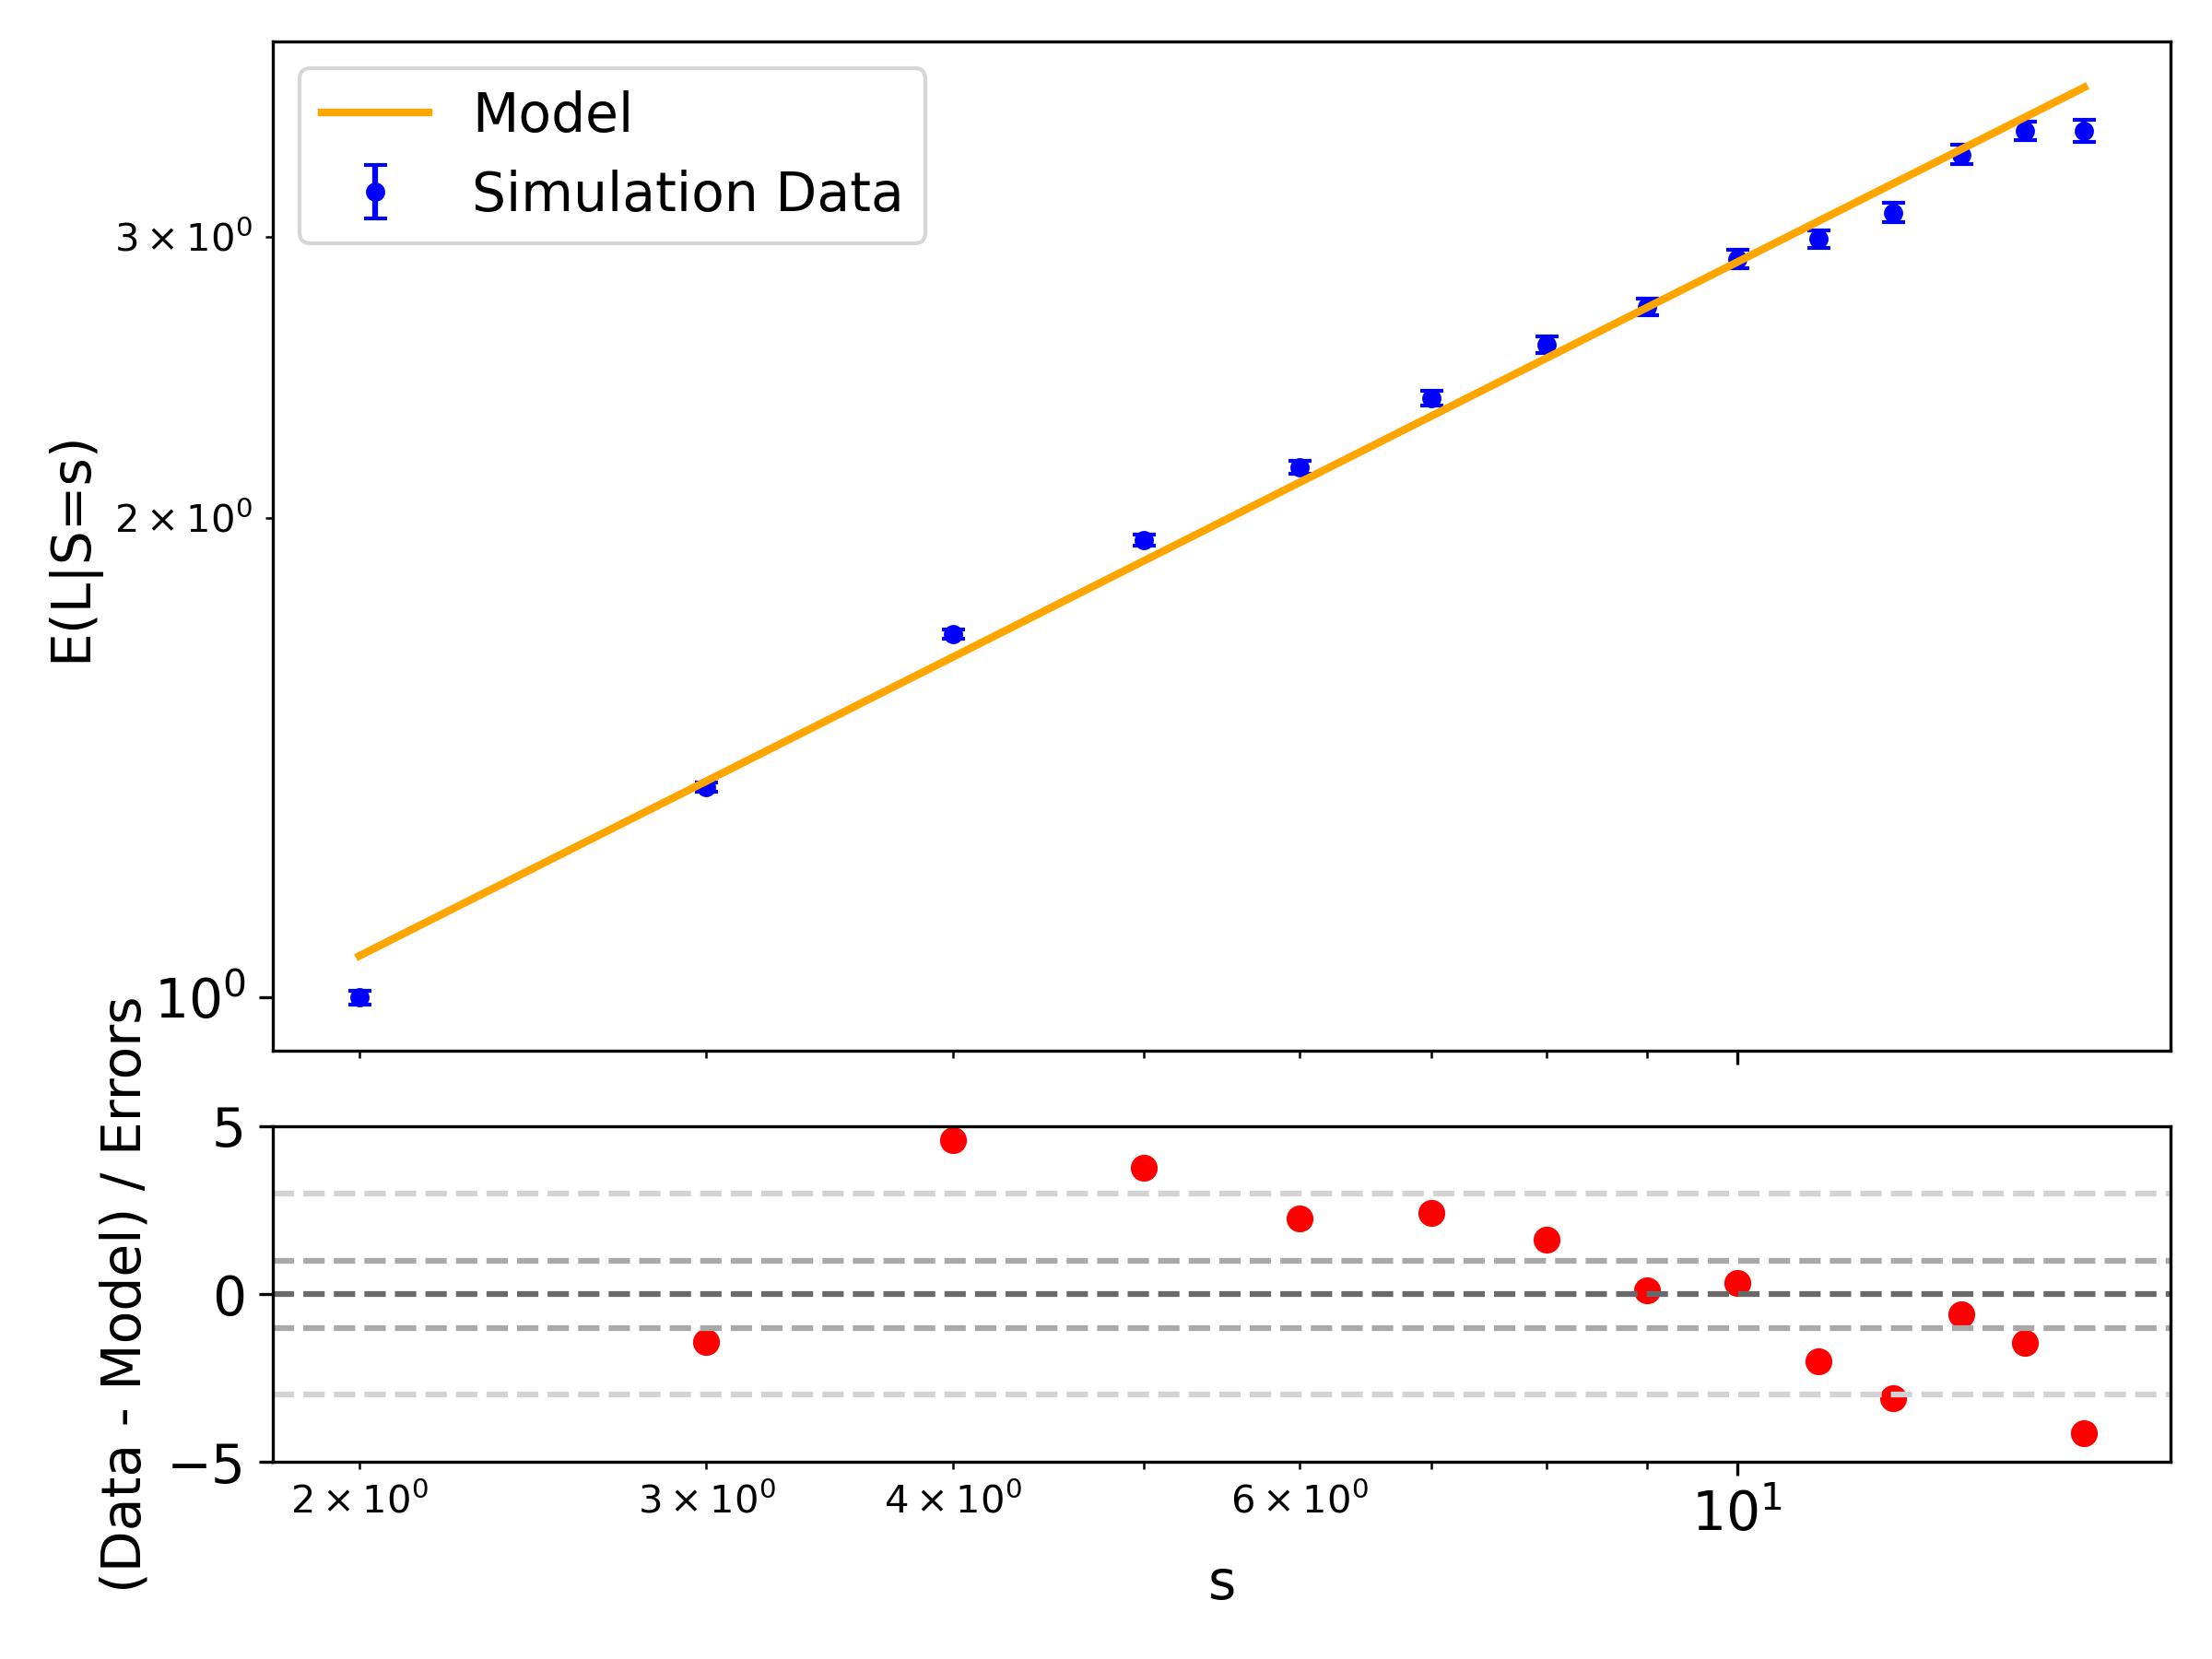 Model
Simulation Data
3 × 10⁰
2 × 10⁰
10⁰
E(L|S=s)
5
0
−5
(Data - Model) / Errors
2 × 10⁰
3 × 10⁰
4 × 10⁰
6 × 10⁰
10¹
s